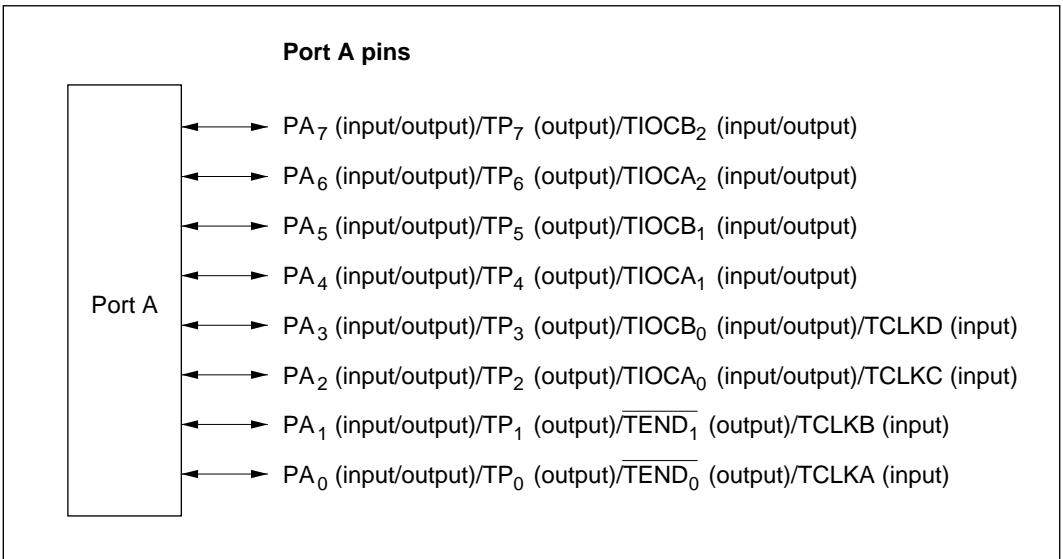 Port A pins
Port A
PA₇ (input/output)/TP₇ (output)/TIOCB₂ (input/output)
PA₆ (input/output)/TP₆ (output)/TIOCA₂ (input/output)
PA₅ (input/output)/TP₅ (output)/TIOCB₁ (input/output)
PA₄ (input/output)/TP₄ (output)/TIOCA₁ (input/output)
PA₃ (input/output)/TP₃ (output)/TIOCB₀ (input/output)/TCLKD (input)
PA₂ (input/output)/TP₂ (output)/TIOCA₀ (input/output)/TCLKC (input)
PA₁ (input/output)/TP₁ (output)/T̅E̅N̅D̅₁̅ (output)/TCLKB (input)
PA₀ (input/output)/TP₀ (output)/T̅E̅N̅D̅₀̅ (output)/TCLKA (input)